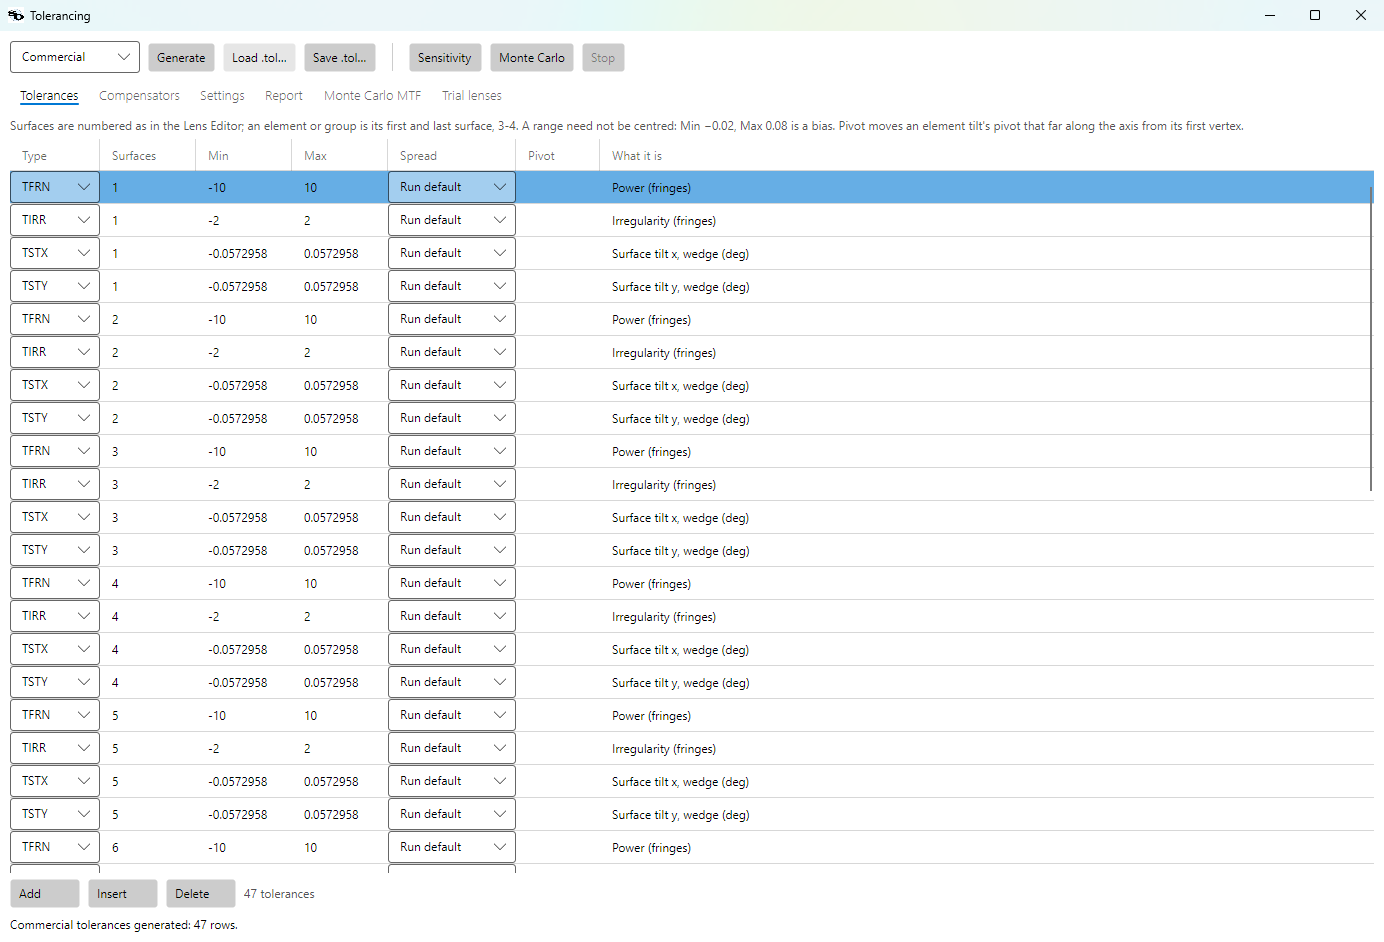 Tolerancing
Commercial Generate Load .tol... Save .tol... Sensitivity Monte Carlo Stop
Tolerances Compensators Settings Report Monte Carlo MTF Trial lenses
Surfaces are numbered as in the Lens Editor; an element or group is its first and last surface, 3-4. A range need not be centred: Min −0.02, Max 0.08 is a bias. Pivot moves an element tilt's pivot that far along the axis from its first vertex.
Type Surfaces Min Max Spread Pivot What it is
TFRN 1 -10 10 Run default Power (fringes)
TIRR 1 -2 2 Run default Irregularity (fringes)
TSTX 1 -0.0572958 0.0572958 Run default Surface tilt x, wedge (deg)
TSTY 1 -0.0572958 0.0572958 Run default Surface tilt y, wedge (deg)
TFRN 2 -10 10 Run default Power (fringes)
TIRR 2 -2 2 Run default Irregularity (fringes)
TSTX 2 -0.0572958 0.0572958 Run default Surface tilt x, wedge (deg)
TSTY 2 -0.0572958 0.0572958 Run default Surface tilt y, wedge (deg)
TFRN 3 -10 10 Run default Power (fringes)
TIRR 3 -2 2 Run default Irregularity (fringes)
TSTX 3 -0.0572958 0.0572958 Run default Surface tilt x, wedge (deg)
TSTY 3 -0.0572958 0.0572958 Run default Surface tilt y, wedge (deg)
TFRN 4 -10 10 Run default Power (fringes)
TIRR 4 -2 2 Run default Irregularity (fringes)
TSTX 4 -0.0572958 0.0572958 Run default Surface tilt x, wedge (deg)
TSTY 4 -0.0572958 0.0572958 Run default Surface tilt y, wedge (deg)
TFRN 5 -10 10 Run default Power (fringes)
TIRR 5 -2 2 Run default Irregularity (fringes)
TSTX 5 -0.0572958 0.0572958 Run default Surface tilt x, wedge (deg)
TSTY 5 -0.0572958 0.0572958 Run default Surface tilt y, wedge (deg)
TFRN 6 -10 10 Run default Power (fringes)
Add Insert Delete 47 tolerances
Commercial tolerances generated: 47 rows.